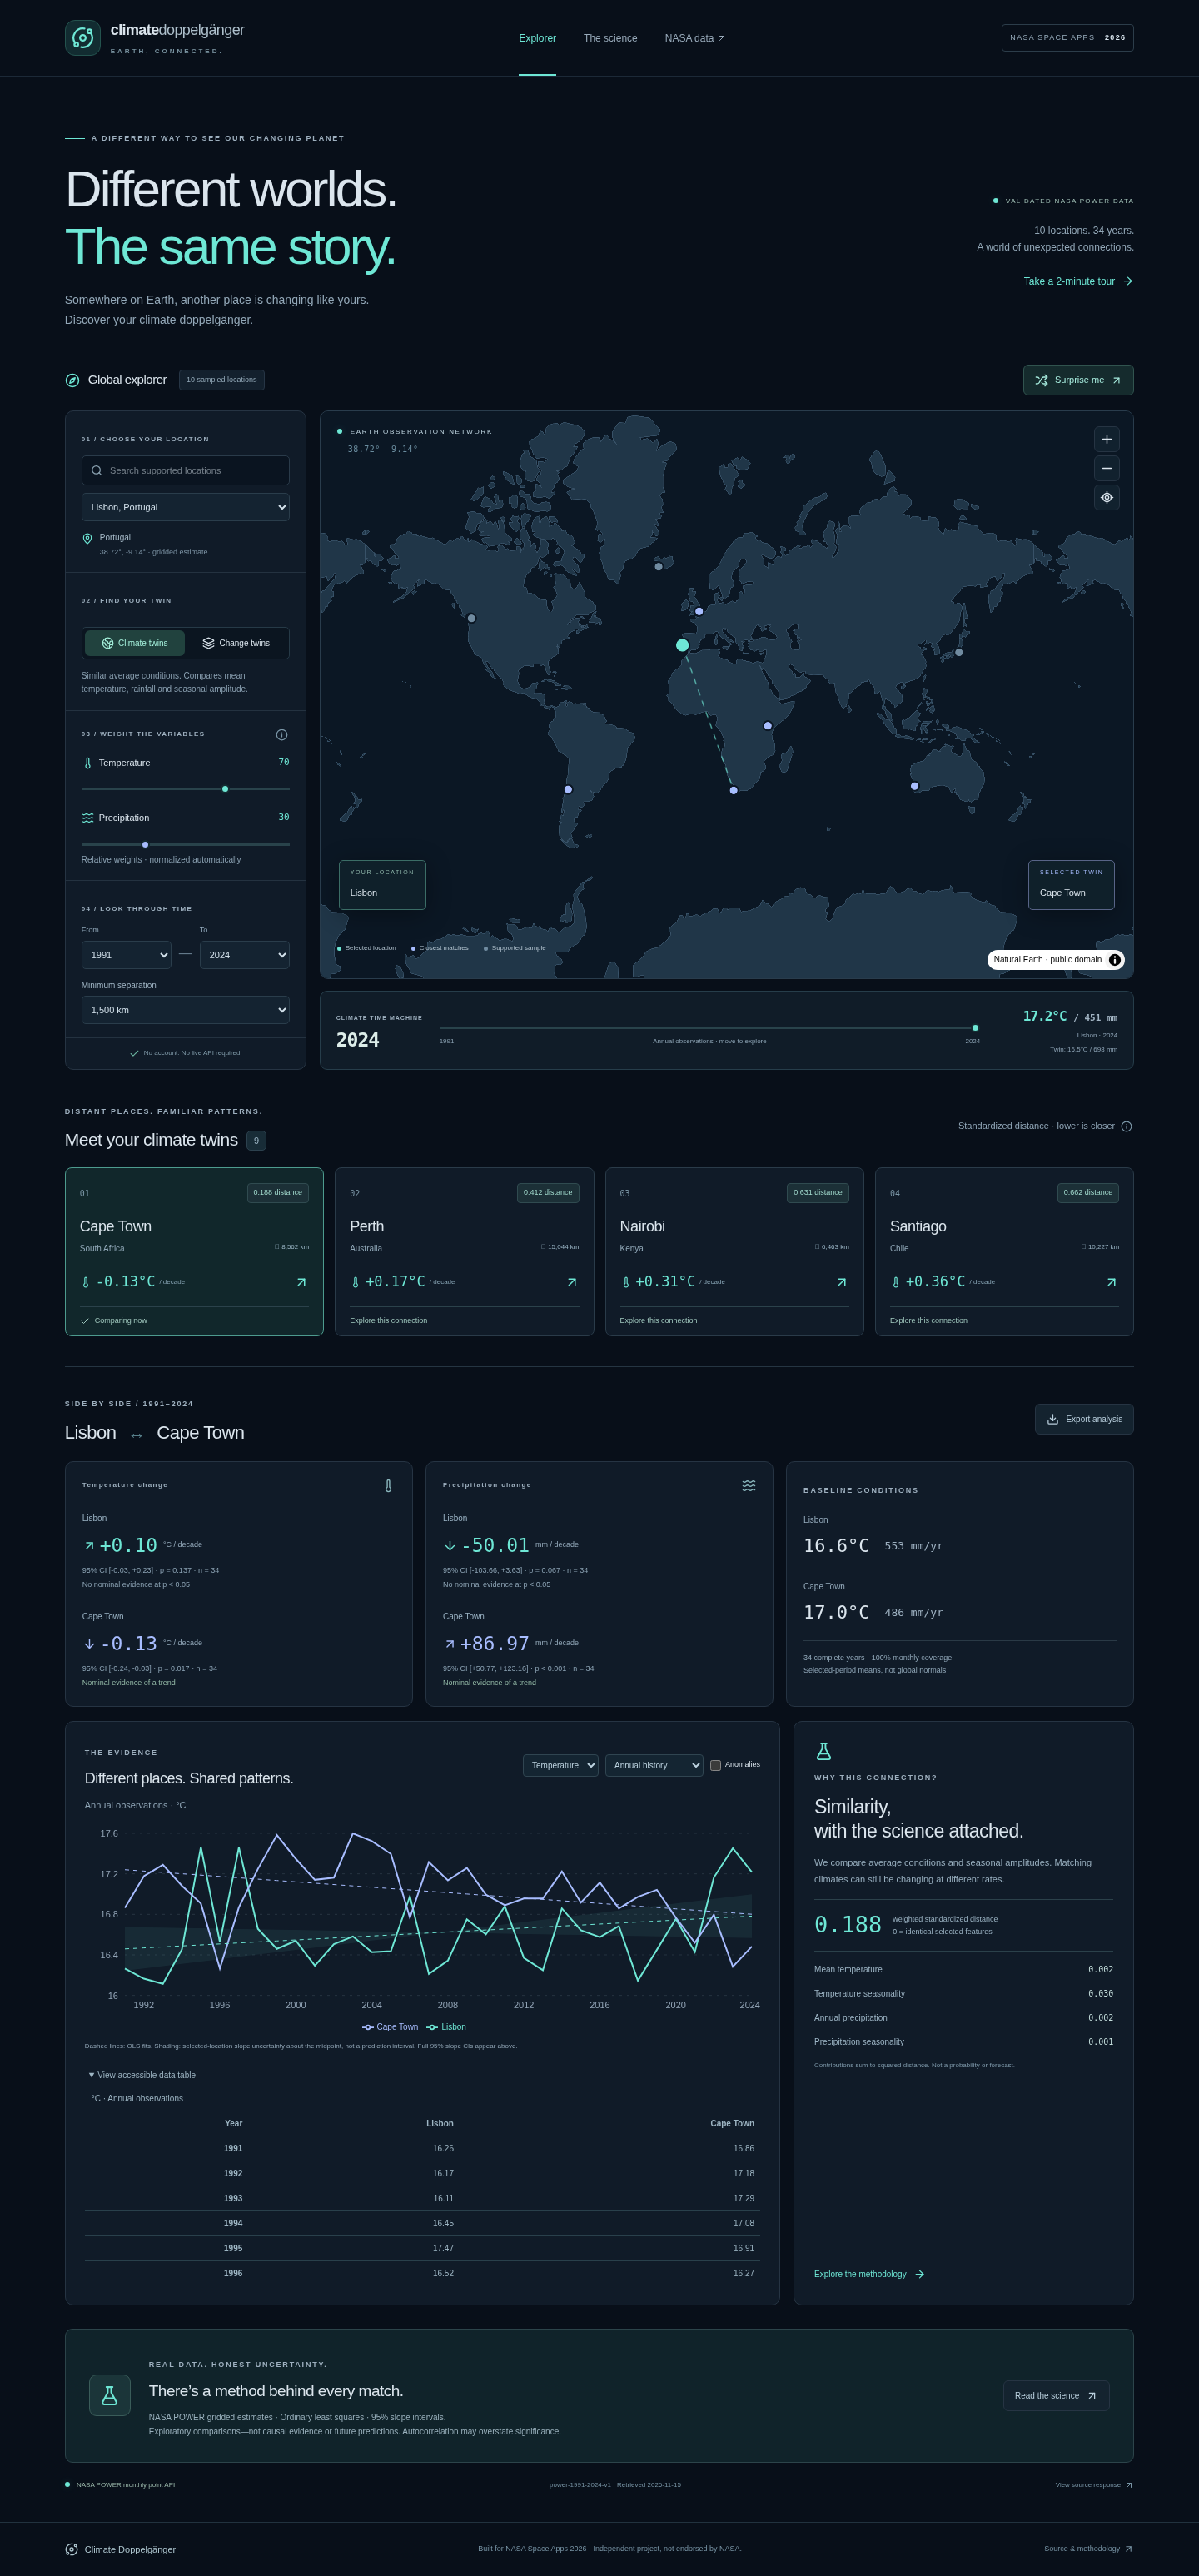 climatedoppelgänger
EARTH, CONNECTED.
Explorer
The science
NASA data
NASA SPACE APPS 2026
A DIFFERENT WAY TO SEE OUR CHANGING PLANET
Different worlds.
The same story.
Somewhere on Earth, another place is changing like yours.
Discover your climate doppelgänger.
VALIDATED NASA POWER DATA
10 locations. 34 years.
A world of unexpected connections.
Take a 2-minute tour
Global explorer
10 sampled locations
Surprise me
01 / CHOOSE YOUR LOCATION
Search supported locations
Lisbon, Portugal
Portugal
38.72°, -9.14° · gridded estimate
02 / FIND YOUR TWIN
Climate twins
Change twins
Similar average conditions. Compares mean
temperature, rainfall and seasonal amplitude.
03 / WEIGHT THE VARIABLES
Temperature 70
Precipitation 30
Relative weights · normalized automatically
04 / LOOK THROUGH TIME
From To
1991 — 2024
Minimum separation
1,500 km
No account. No live API required.
EARTH OBSERVATION NETWORK
38.72° -9.14°
YOUR LOCATION
Lisbon
SELECTED TWIN
Cape Town
Selected location Closest matches Supported sample
Natural Earth · public domain
CLIMATE TIME MACHINE
2024
1991 Annual observations · move to explore 2024
17.2°C / 451 mm
Lisbon · 2024
Twin: 16.5°C / 698 mm
DISTANT PLACES. FAMILIAR PATTERNS.
Meet your climate twins 9
Standardized distance · lower is closer
01 0.188 distance
Cape Town
South Africa 8,562 km
-0.13°C / decade
Comparing now
02 0.412 distance
Perth
Australia 15,044 km
+0.17°C / decade
Explore this connection
03 0.631 distance
Nairobi
Kenya 6,463 km
+0.31°C / decade
Explore this connection
04 0.662 distance
Santiago
Chile 10,227 km
+0.36°C / decade
Explore this connection
SIDE BY SIDE / 1991–2024
Lisbon ↔ Cape Town
Export analysis
Temperature change
Lisbon
+0.10 °C / decade
95% CI [-0.03, +0.23] · p = 0.137 · n = 34
No nominal evidence at p < 0.05
Cape Town
-0.13 °C / decade
95% CI [-0.24, -0.03] · p = 0.017 · n = 34
Nominal evidence of a trend
Precipitation change
Lisbon
-50.01 mm / decade
95% CI [-103.66, +3.63] · p = 0.067 · n = 34
No nominal evidence at p < 0.05
Cape Town
+86.97 mm / decade
95% CI [+50.77, +123.16] · p < 0.001 · n = 34
Nominal evidence of a trend
BASELINE CONDITIONS
Lisbon
16.6°C 553 mm/yr
Cape Town
17.0°C 486 mm/yr
34 complete years · 100% monthly coverage
Selected-period means, not global normals
THE EVIDENCE
Different places. Shared patterns.
Temperature
Annual history
Anomalies
Annual observations · °C
17.6
17.2
16.8
16.4
16
1992 1996 2000 2004 2008 2012 2016 2020 2024
Cape Town Lisbon
Dashed lines: OLS fits. Shading: selected-location slope uncertainty about the midpoint, not a prediction interval. Full 95% slope CIs appear above.
▼ View accessible data table
°C · Annual observations
Year Lisbon Cape Town
1991 16.26 16.86
1992 16.17 17.18
1993 16.11 17.29
1994 16.45 17.08
1995 17.47 16.91
1996 16.52 16.27
WHY THIS CONNECTION?
Similarity,
with the science attached.
We compare average conditions and seasonal amplitudes. Matching
climates can still be changing at different rates.
0.188
weighted standardized distance
0 = identical selected features
Mean temperature 0.002
Temperature seasonality 0.030
Annual precipitation 0.002
Precipitation seasonality 0.001
Contributions sum to squared distance. Not a probability or forecast.
Explore the methodology
REAL DATA. HONEST UNCERTAINTY.
There’s a method behind every match.
NASA POWER gridded estimates · Ordinary least squares · 95% slope intervals.
Exploratory comparisons—not causal evidence or future predictions. Autocorrelation may overstate significance.
Read the science
NASA POWER monthly point API
power-1991-2024-v1 · Retrieved 2026-11-15
View source response
Climate Doppelgänger
Built for NASA Space Apps 2026 · Independent project, not endorsed by NASA.
Source & methodology